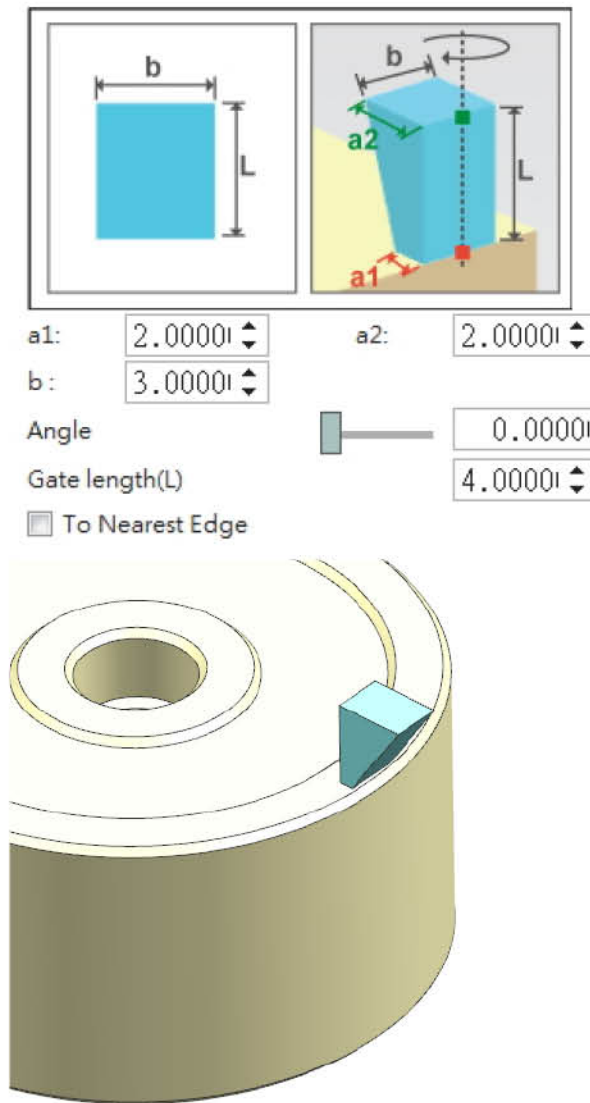 b
L
b
a2
L
a1
a1: 2.0000
a2: 2.0000
b : 3.0000
Angle 0.0000
Gate length(L) 4.0000
To Nearest Edge